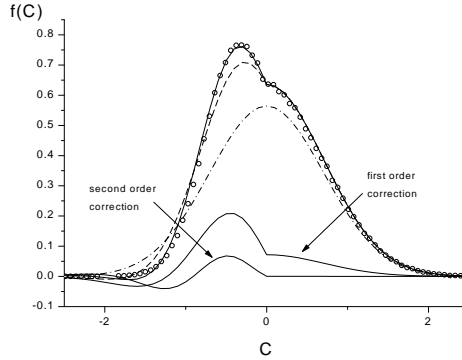 f(C)
0.8
0.7
0.6
0.5
0.4
0.3
0.2
0.1
0.0
-0.1
second order
correction
first order
correction
-2
0
2
C